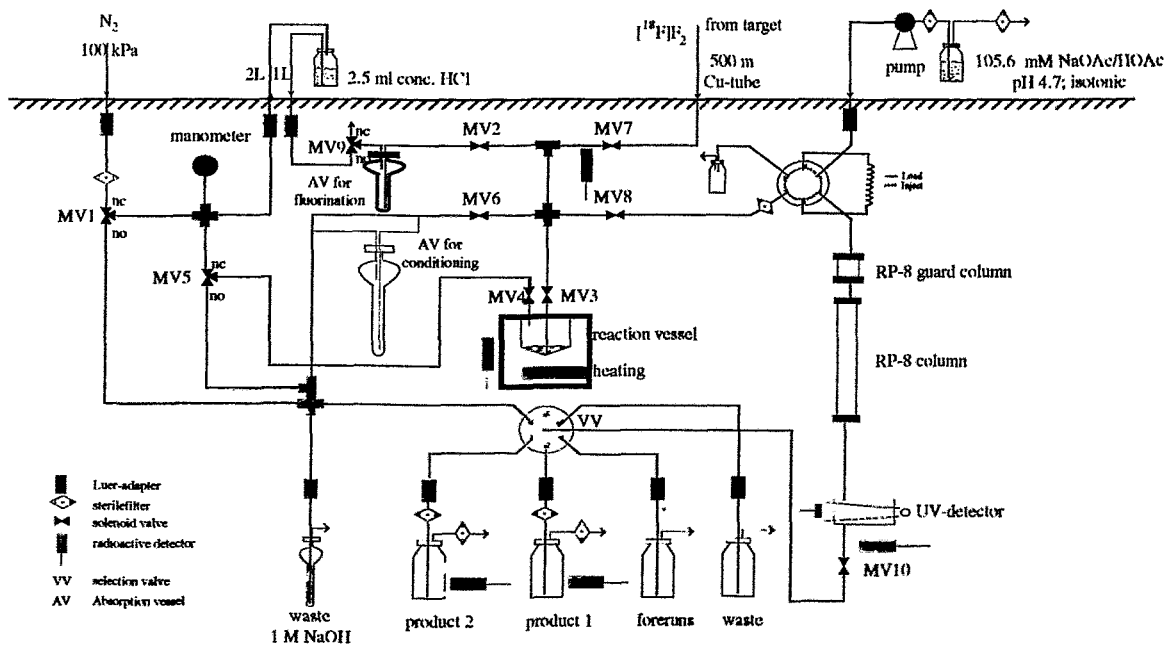 N₂
100 kPa
2L 1L
2.5 ml conc. HCl
[¹⁸F]F₂
from target
500 m
Cu-tube
pump
105.6 mM NaOAc/HOAc
pH 4.7; isotonic
manometer
nc
MV9
nc
MV2
MV7
AV for
fluorination
Load
Inject
nc
MV1
no
MV6
MV8
AV for
conditioning
nc
MV5
no
MV4
MV3
RP-8 guard column
reaction vessel
heating
RP-8 column
VV
Luer-adapter
sterilefilter
solenoid valve
radioactive detector
VV selection valve
AV Absorption vessel
UV-detector
MV10
waste
1 M NaOH
product 2
product 1
foreruns
waste